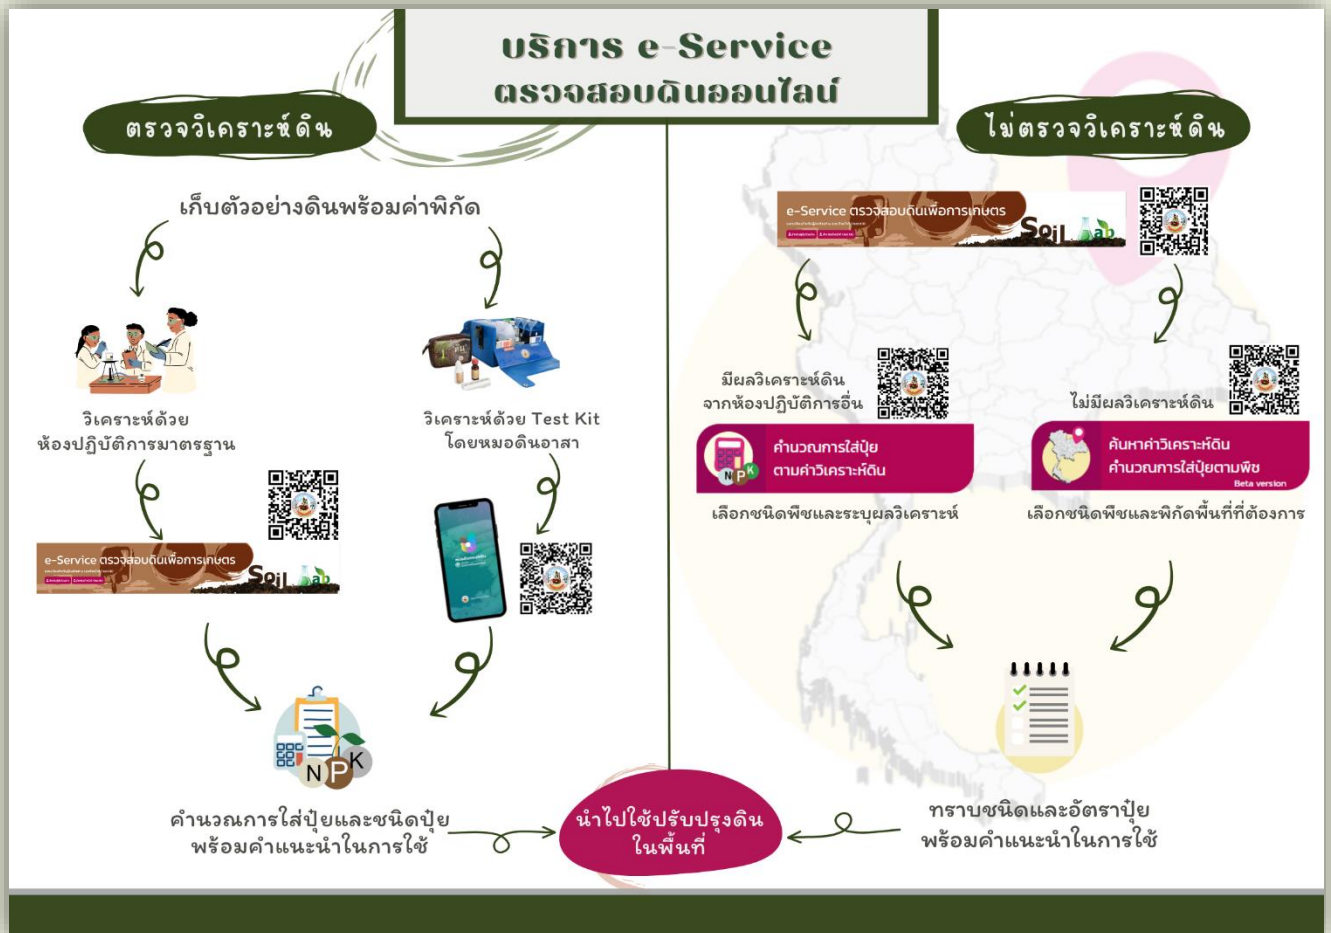 บริการ e-Service
ตรวจสอบดินออนไลน์
ตรวจวิเคราะห์ดิน
เก็บตัวอย่างดินพร้อมค่าพิกัด
วิเคราะห์ด้วย
ห้องปฏิบัติการมาตรฐาน
วิเคราะห์ด้วย Test Kit
โดยหมอดินอาสา
e-Service ตรวจสอบดินเพื่อการเกษตร
Soil Lab
N P K
คำนวณการใส่ปุ๋ยและชนิดปุ๋ย
พร้อมคำแนะนำในการใช้
ไม่ตรวจวิเคราะห์ดิน
e-Service ตรวจสอบดินเพื่อการเกษตร
Soil Lab
มีผลวิเคราะห์ดิน
จากห้องปฏิบัติการอื่น
N P K
คำนวณการใส่ปุ๋ย
ตามค่าวิเคราะห์ดิน
เลือกชนิดพืชและระบุผลวิเคราะห์
ไม่มีผลวิเคราะห์ดิน
ค้นหาค่าวิเคราะห์ดิน
คำนวณการใส่ปุ๋ยตามพืช
Beta version
เลือกชนิดพืชและพิกัดพื้นที่ที่ต้องการ
ทราบชนิดและอัตราปุ๋ย
พร้อมคำแนะนำในการใช้
นำไปใช้ปรับปรุงดิน
ในพื้นที่